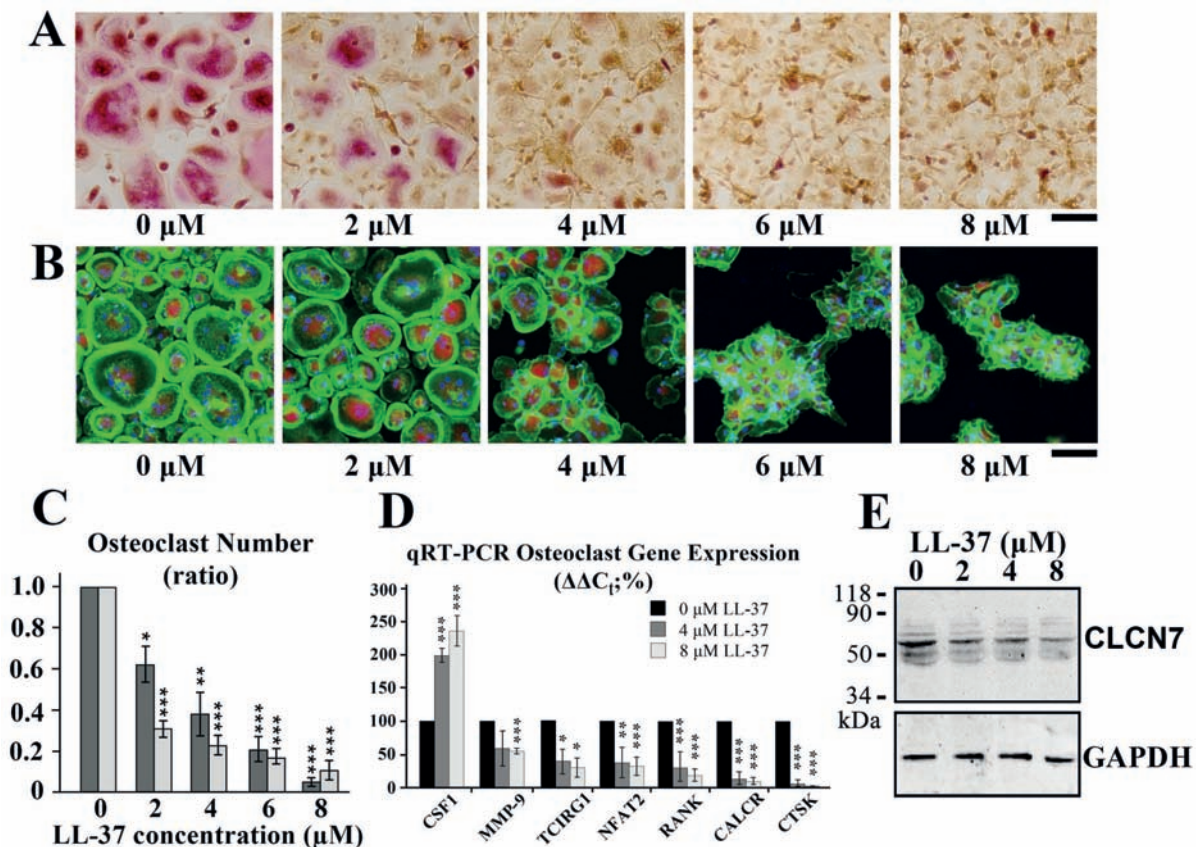 A
0 µM 2 µM 4 µM 6 µM 8 µM
B
0 µM 2 µM 4 µM 6 µM 8 µM
C
Osteoclast Number
(ratio)
1.0
0.8
0.6
0.4
0.2
0
* *** ** *** *** *** *** ***
0 2 4 6 8
LL-37 concentration (µM)
D
qRT-PCR Osteoclast Gene Expression
(ΔΔCt;%)
300
250
200
150
100
50
0
0 µM LL-37
4 µM LL-37
8 µM LL-37
*** *** *** * * ** *** *** *** *** *** *** ***
CSF1 MMP-9 TCIRG1 NFAT2 RANK CALCR CTSK
E
LL-37 (µM)
0 2 4 8
118 -
90 -
50 -
34 -
kDa
CLCN7
GAPDH